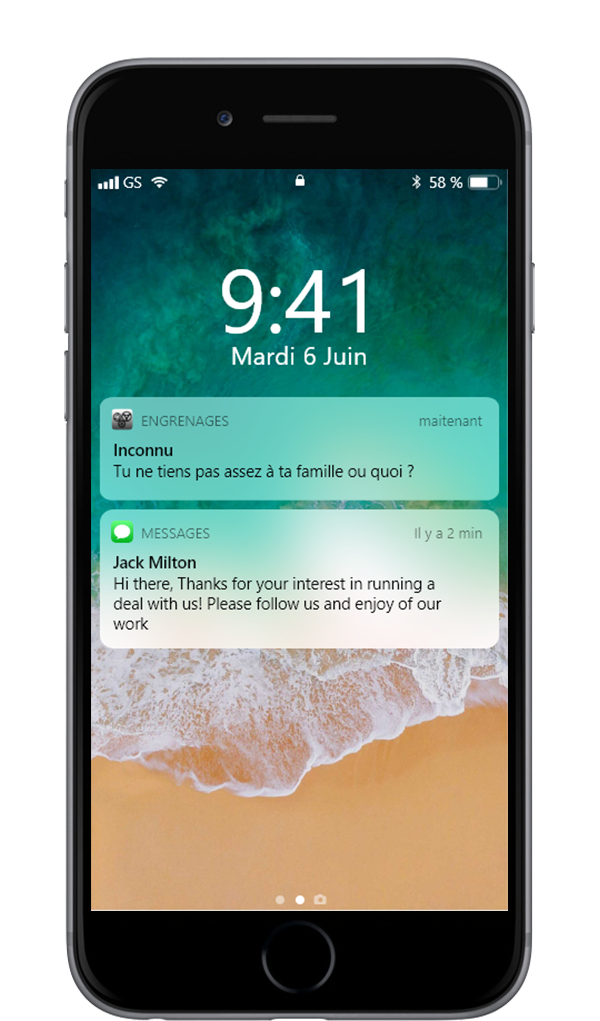 GS 58 %
9:41
Mardi 6 Juin
ENGRENAGES maitenant
Inconnu
Tu ne tiens pas assez à ta famille ou quoi ?
MESSAGES Il y a 2 min
Jack Milton
Hi there, Thanks for your interest in running a
deal with us! Please follow us and enjoy of our
work